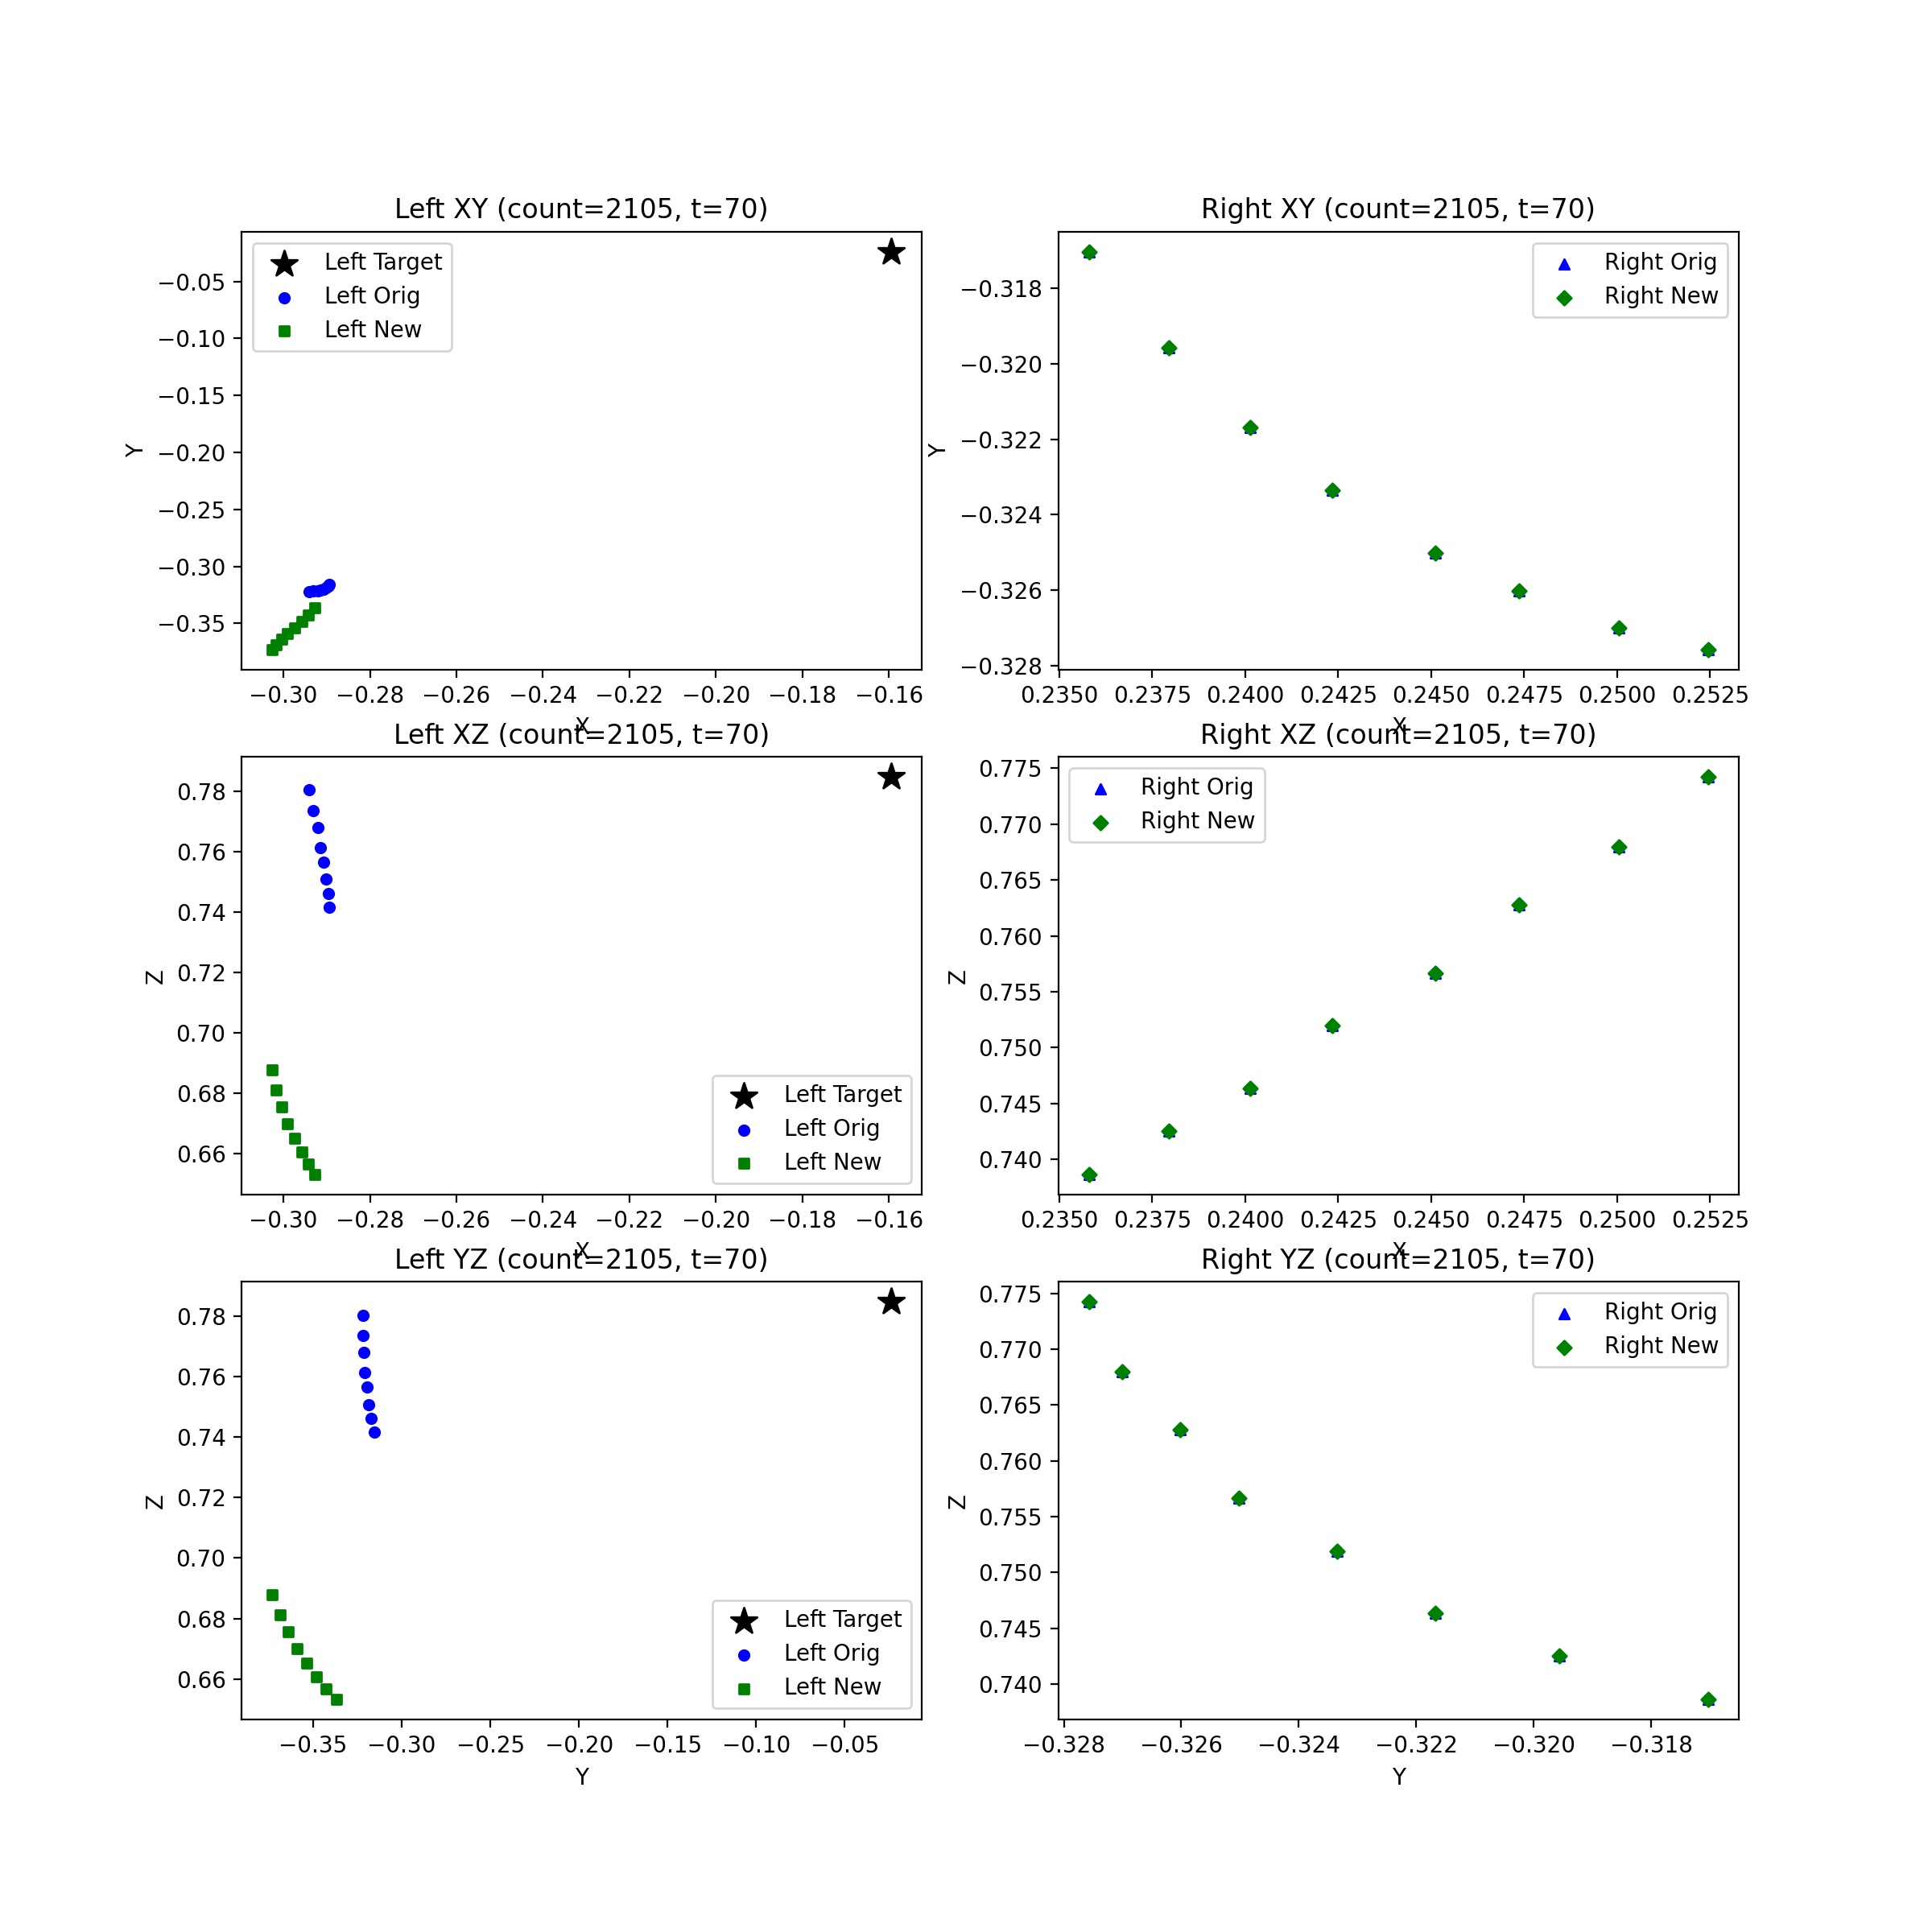 Left XY (count=2105, t=70)
Left Target
Left Orig
Left New
Y
−0.05
−0.10
−0.15
−0.20
−0.25
−0.30
−0.35
−0.30 −0.28 −0.26 −0.24 −0.22 −0.20 −0.18 −0.16
X
Right XY (count=2105, t=70)
Right Orig
Right New
Y
−0.318
−0.320
−0.322
−0.324
−0.326
−0.328
0.2350 0.2375 0.2400 0.2425 0.2450 0.2475 0.2500 0.2525
X
Left XZ (count=2105, t=70)
Left Target
Left Orig
Left New
Z
0.78
0.76
0.74
0.72
0.70
0.68
0.66
−0.30 −0.28 −0.26 −0.24 −0.22 −0.20 −0.18 −0.16
X
Right XZ (count=2105, t=70)
Right Orig
Right New
Z
0.775
0.770
0.765
0.760
0.755
0.750
0.745
0.740
0.2350 0.2375 0.2400 0.2425 0.2450 0.2475 0.2500 0.2525
X
Left YZ (count=2105, t=70)
Left Target
Left Orig
Left New
Z
0.78
0.76
0.74
0.72
0.70
0.68
0.66
−0.35 −0.30 −0.25 −0.20 −0.15 −0.10 −0.05
Y
Right YZ (count=2105, t=70)
Right Orig
Right New
Z
0.775
0.770
0.765
0.760
0.755
0.750
0.745
0.740
−0.328 −0.326 −0.324 −0.322 −0.320 −0.318
Y